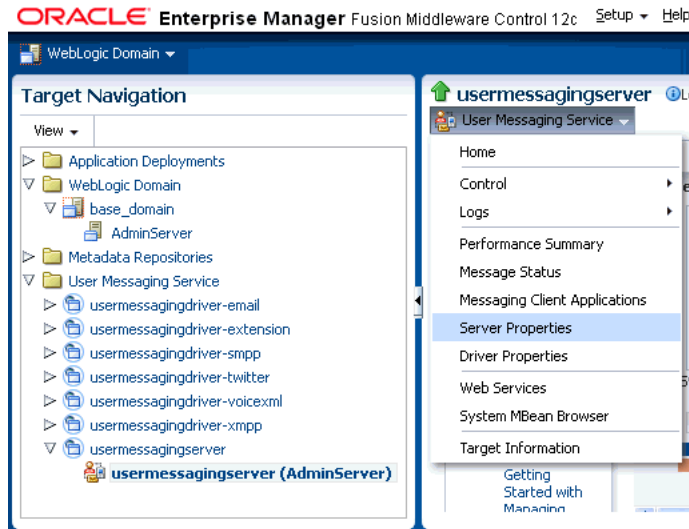 ORACLE Enterprise Manager Fusion Middleware Control 12c Setup Help
WebLogic Domain
Target Navigation
View
Application Deployments
WebLogic Domain
base_domain
AdminServer
Metadata Repositories
User Messaging Service
usermessagingdriver-email
usermessagingdriver-extension
usermessagingdriver-smpp
usermessagingdriver-twitter
usermessagingdriver-voicexml
usermessagingdriver-xmpp
usermessagingserver
usermessagingserver (AdminServer)
usermessagingserver
User Messaging Service
Home
Control
Logs
Performance Summary
Message Status
Messaging Client Applications
Server Properties
Driver Properties
Web Services
System MBean Browser
Target Information
Getting
Started with
Managing